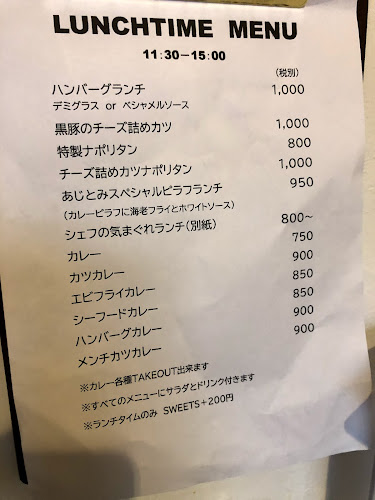 LUNCHTIME MENU
11:30−15:00
(税別)
ハンバーグランチ 1,000
デミグラス or ベシャメルソース
黒豚のチーズ詰めカツ 1,000
特製ナポリタン 800
チーズ詰めカツナポリタン 1,000
あじとみスペシャルピラフランチ 950
(カレーピラフに海老フライとホワイトソース)
シェフの気まぐれランチ(別紙) 800~
カレー 750
カツカレー 900
エビフライカレー 850
シーフードカレー 850
ハンバーグカレー 900
メンチカツカレー 900
※カレー各種TAKEOUT出来ます
※すべてのメニューにサラダとドリンク付きます
※ランチタイムのみ SWEETS+200円